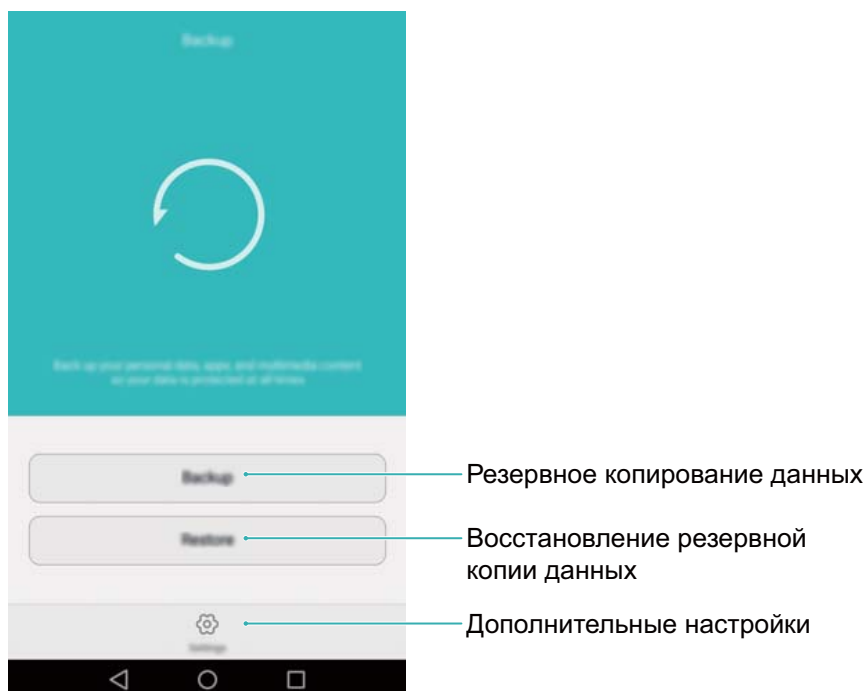 Backup
Back up your personal data, apps, and multimedia content
so your data is protected at all times
Backup
Резервное копирование данных
Restore
Восстановление резервной
копии данных
Settings
Дополнительные настройки